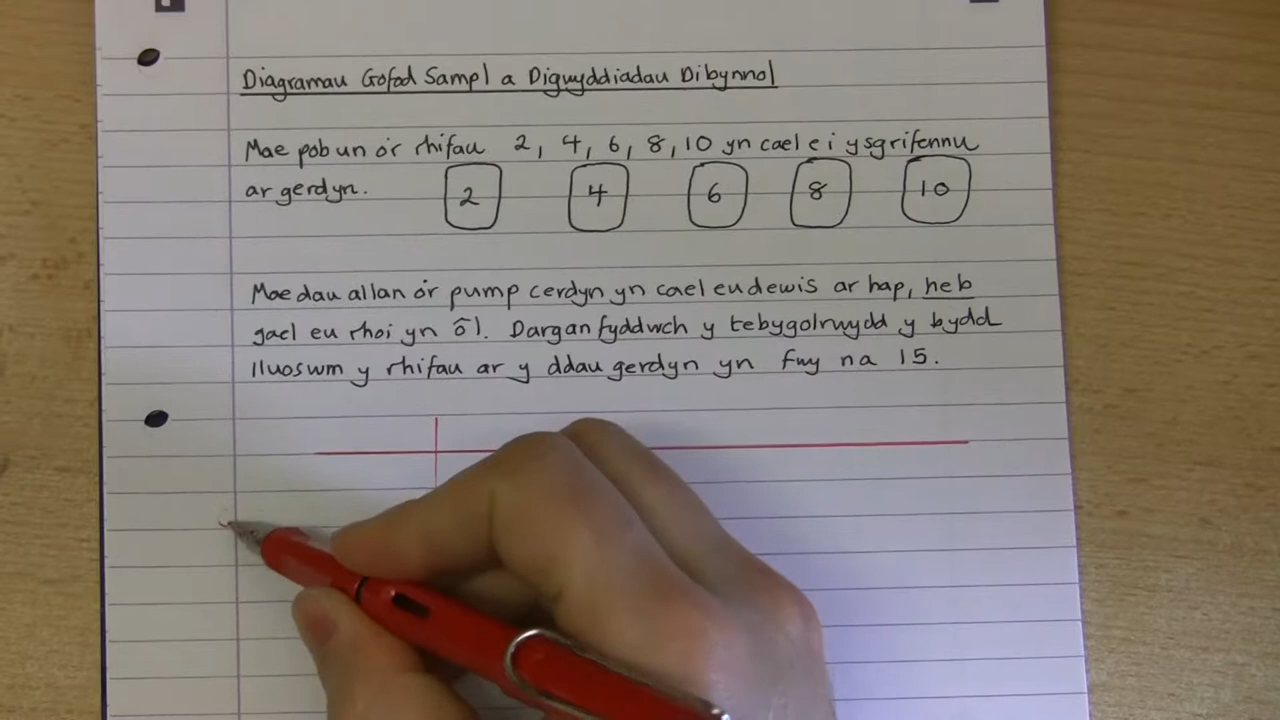 Diagramau Gofod Sampl a Digwyddiadau Dibynnol
Mae pob un o'r rhifau 2, 4, 6, 8, 10 yn cael ei ysgrifennu
ar gerdyn. 2 4 6 8 10
Mae dau allan o'r pump cerdyn yn cael eu dewis ar hap, heb
gael eu rhoi yn ôl. Darganfyddwch y tebygolrwydd y bydd
lluoswm y rhifau ar y ddau gerdyn yn fwy na 15.